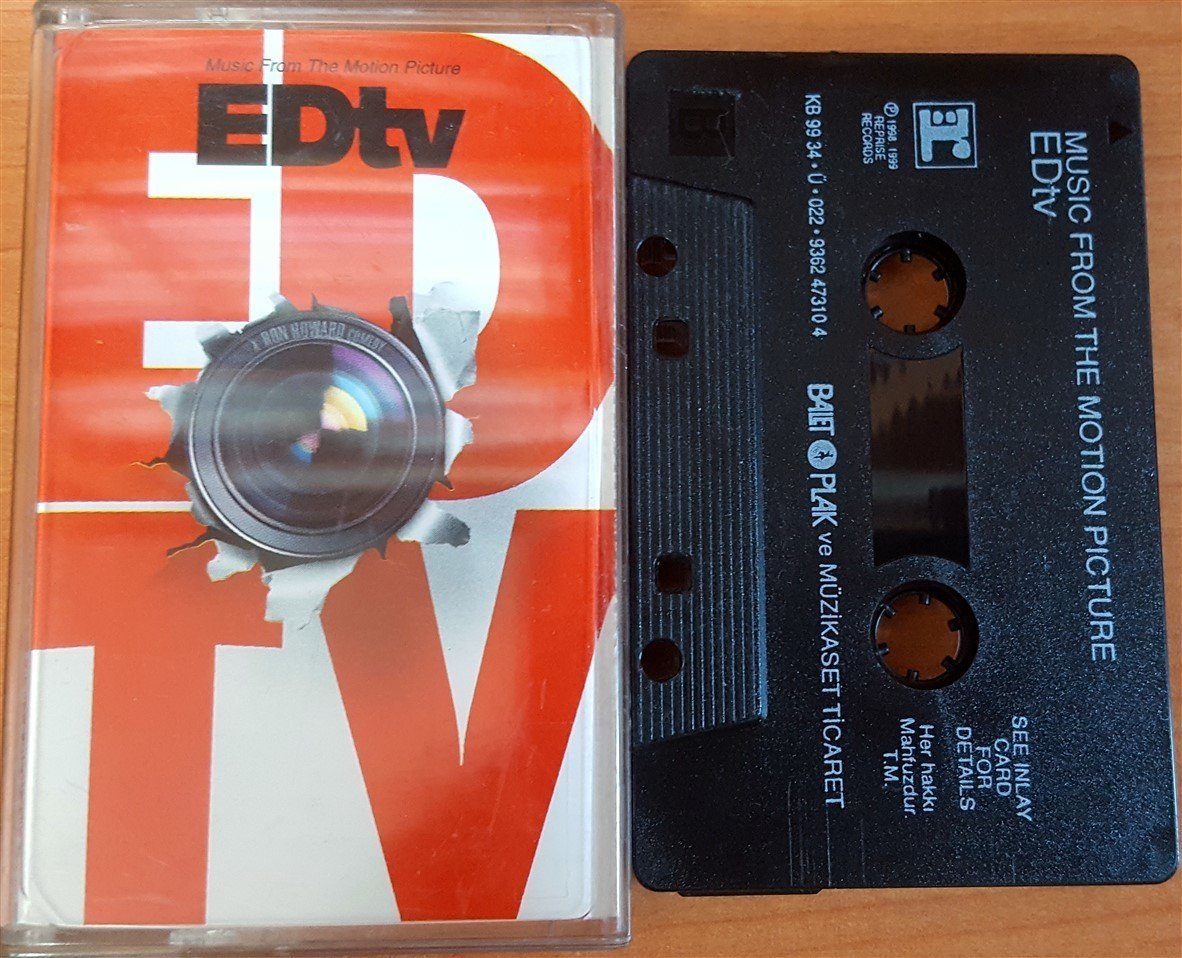 Music From The Motion Picture
EDtv
ED
TV
A RON HOWARD COMEDY
MUSIC FROM THE MOTION PICTURE
EDtv
r
℗ 1998, 1999
REPRISE
RECORDS
KB 99 34 • Ü • 022 • 9362 47310 4
BALET PLAK ve MÜZİKASET TİCARET
SEE INLAY
CARD
FOR
DETAILS
Her hakkı
Mahfuzdur.
T.M.